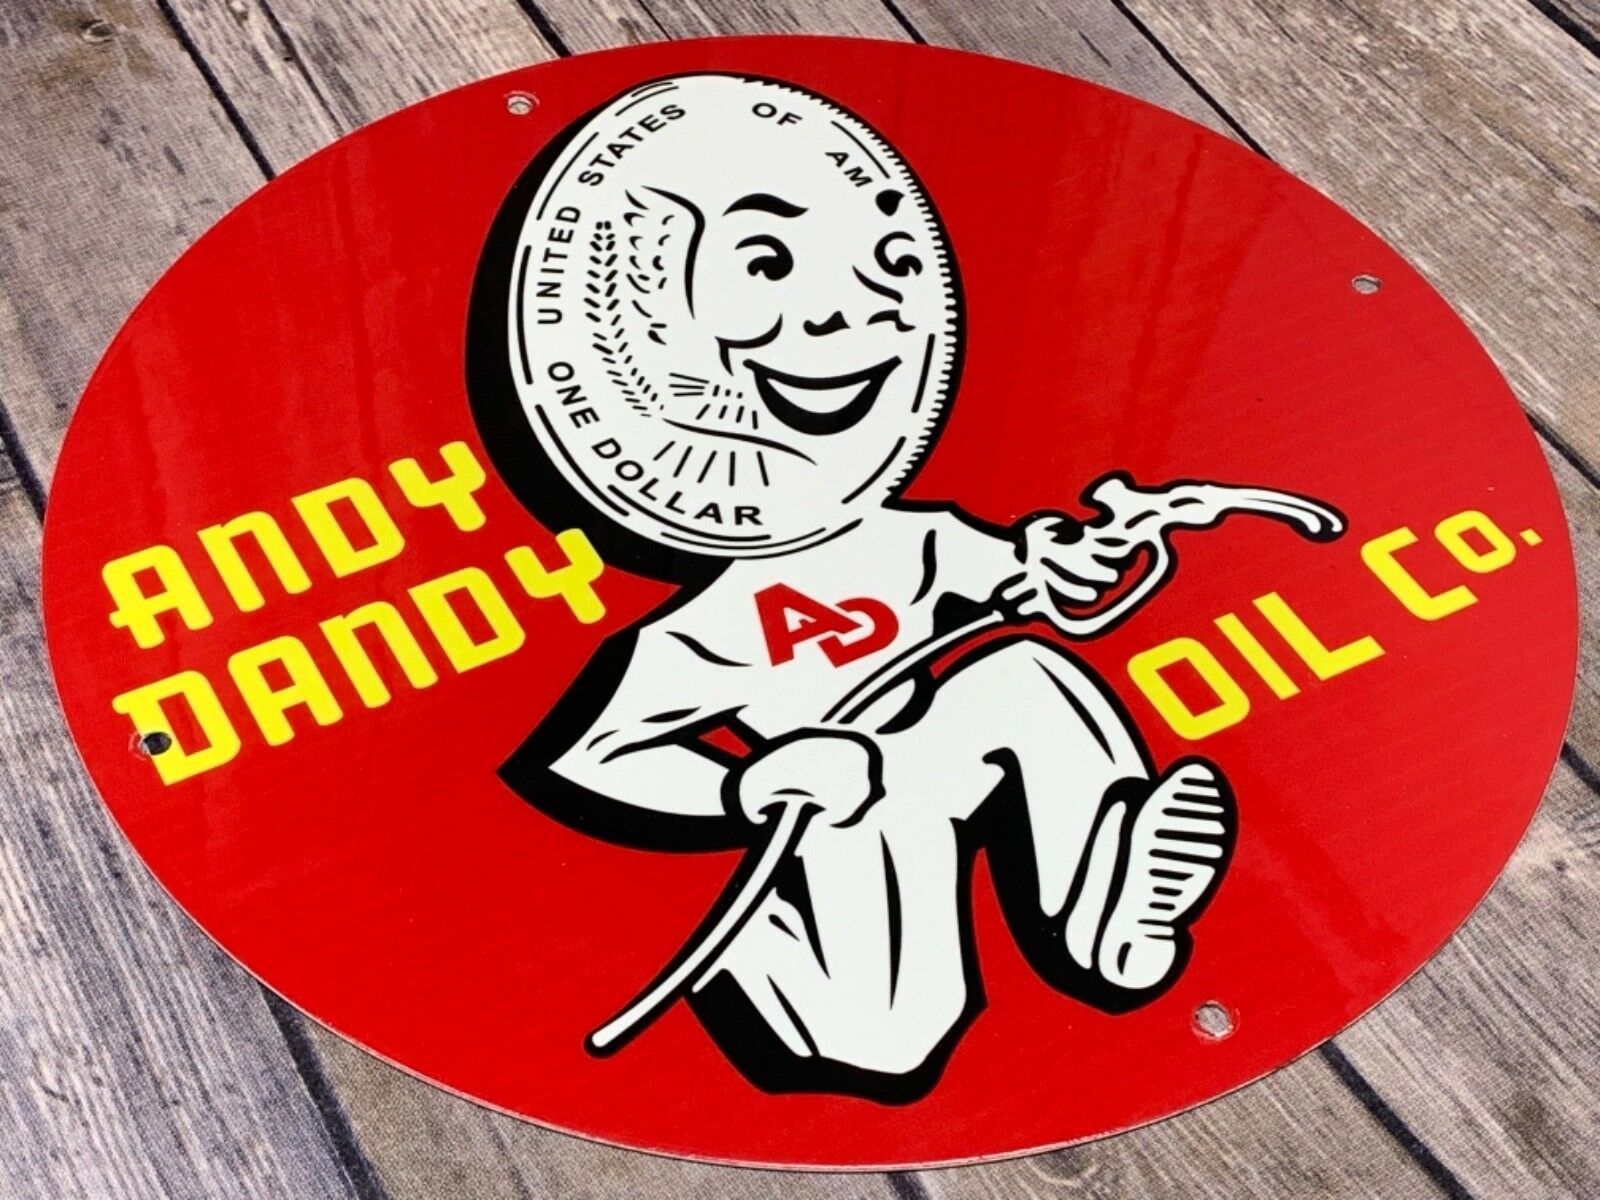 UNITED STATES OF AM
ONE DOLLAR
ANDY
DANDY
AD
OIL Co.